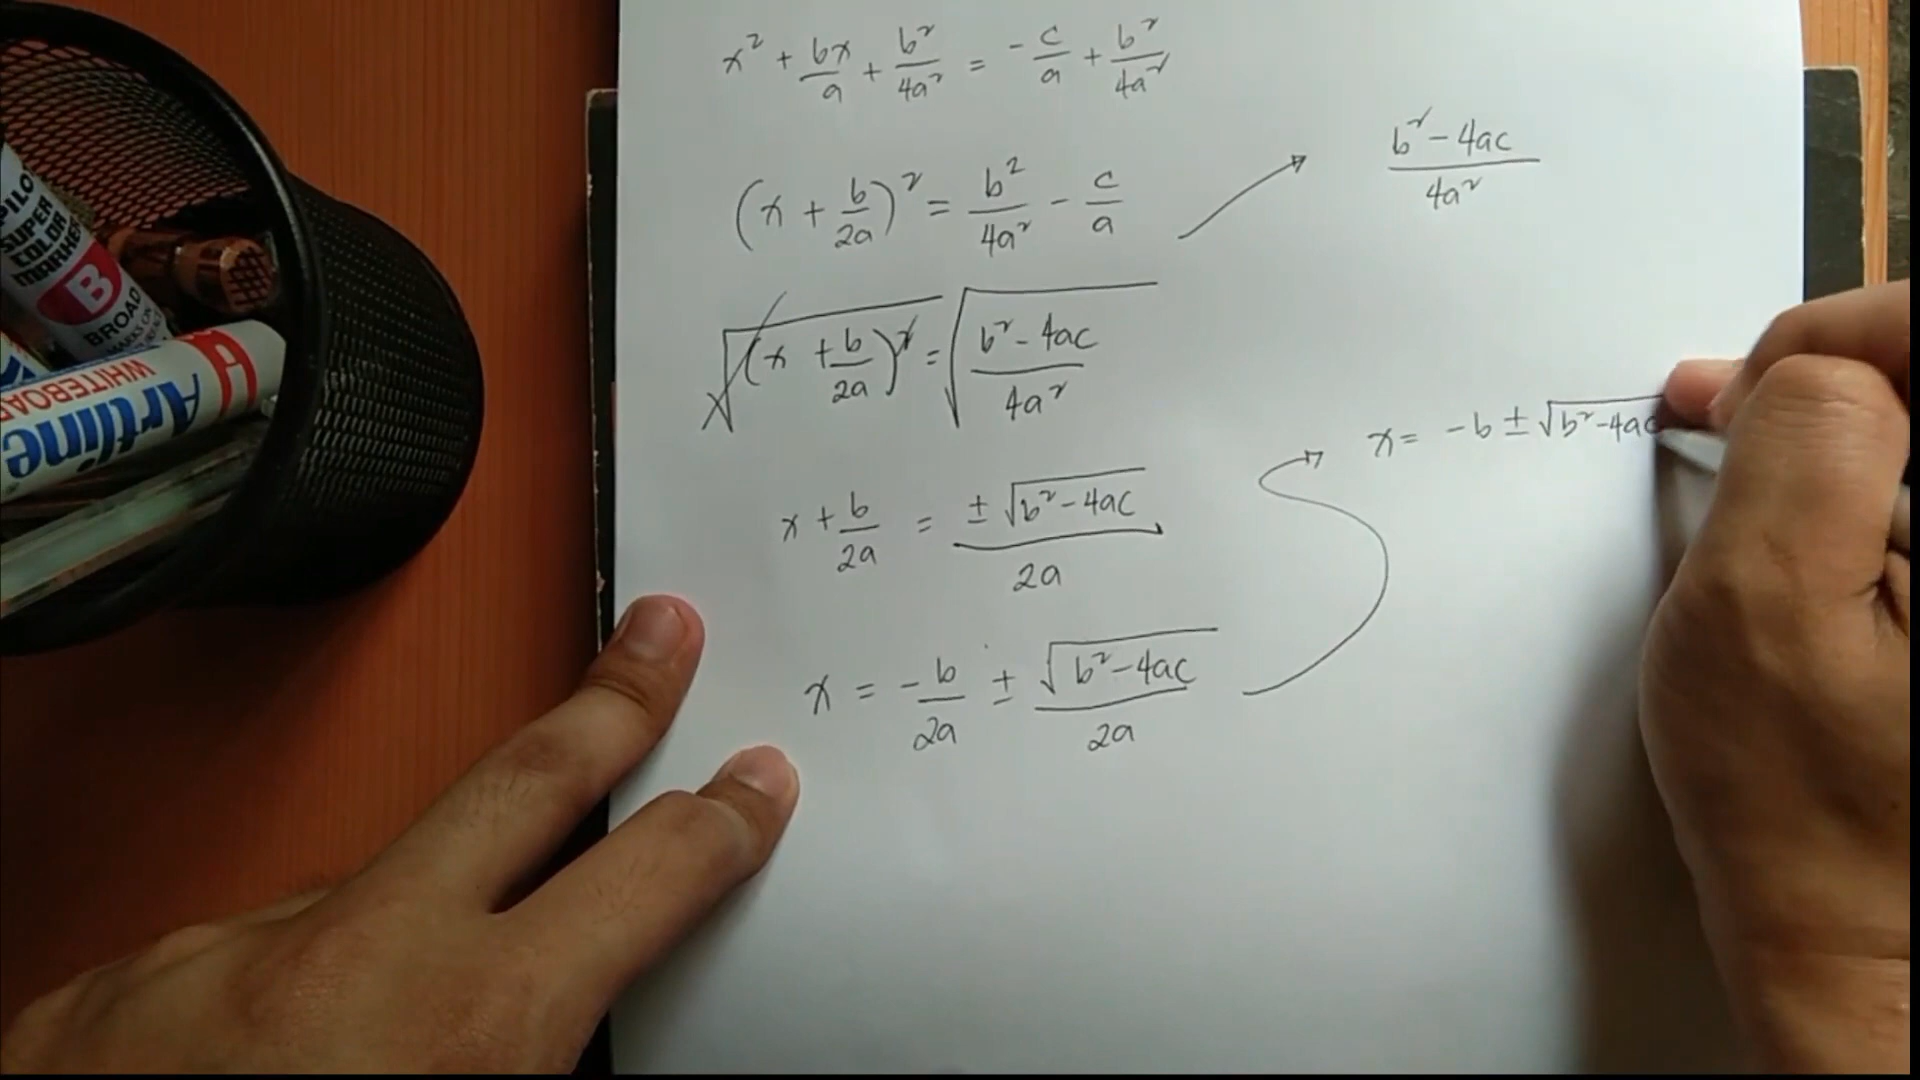 x² + bx/a + b²/4a² = - c/a + b²/4a²
(x + b/2a)² = b²/4a² - c/a
b² - 4ac / 4a²
√(x + b/2a)² = √(b² - 4ac / 4a²)
x + b/2a = ± √(b² - 4ac) / 2a
x = - b/2a ± √(b² - 4ac) / 2a
x = -b ± √b² - 4ac
PILOT
SUPER
COLOR
MARKER
B
BROAD
Artline